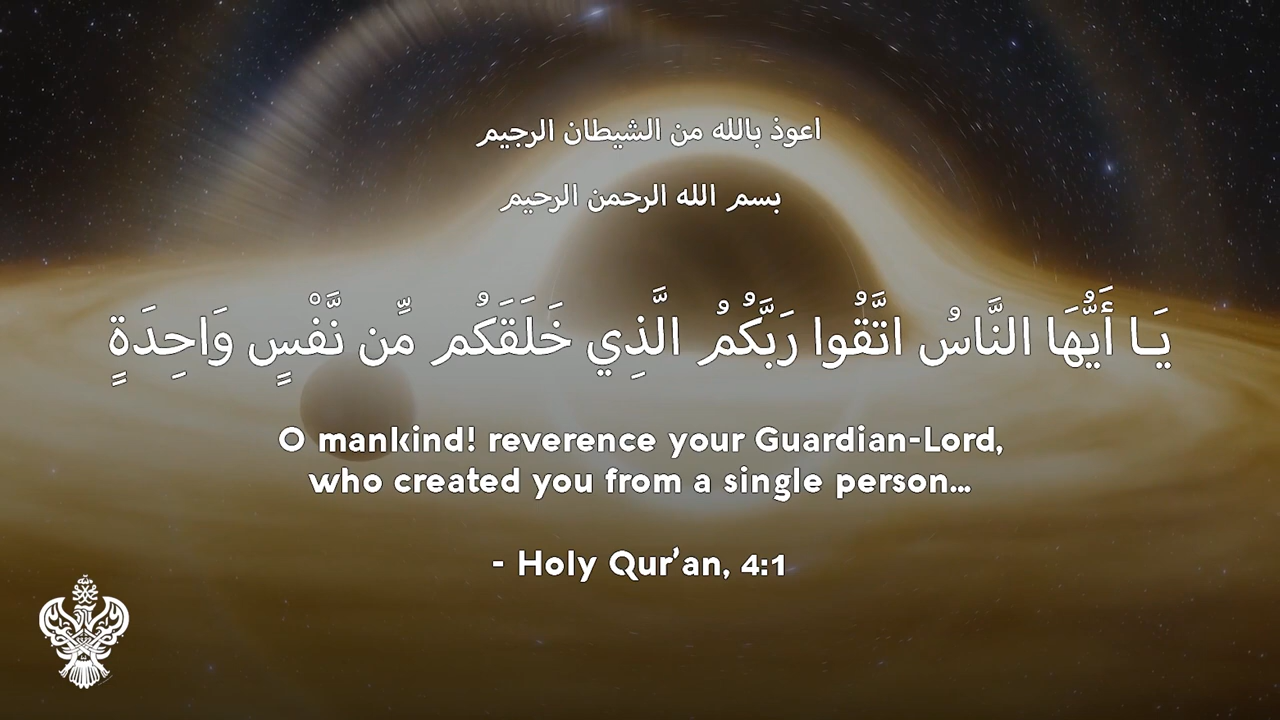 اعوذ بالله من الشيطان الرجيم
بسم الله الرحمن الرحيم
يَا أَيُّهَا النَّاسُ اتَّقُوا رَبَّكُمُ الَّذِي خَلَقَكُم مِّن نَّفْسٍ وَاحِدَةٍ
O mankind! reverence your Guardian-Lord,
who created you from a single person...
- Holy Qur'an, 4:1